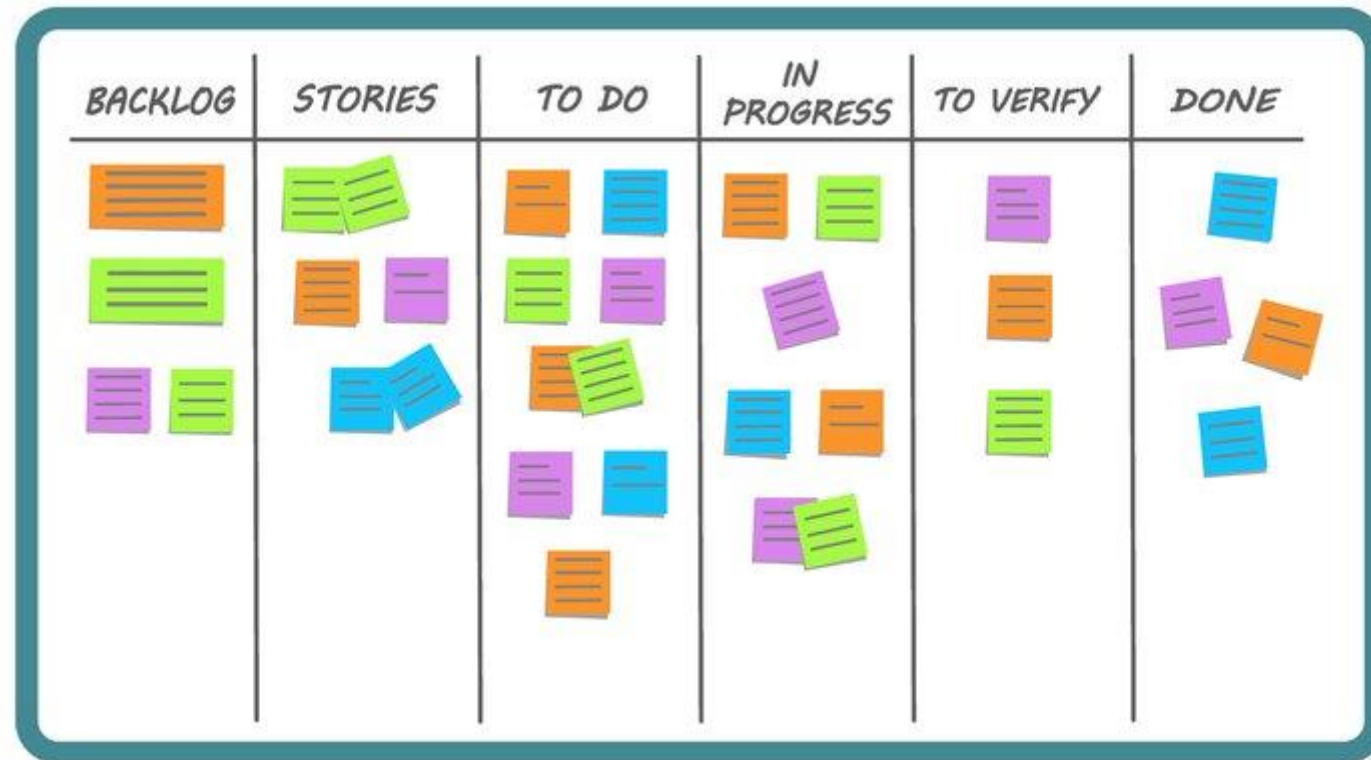 BACKLOG
STORIES
TO DO
IN
PROGRESS
TO VERIFY
DONE